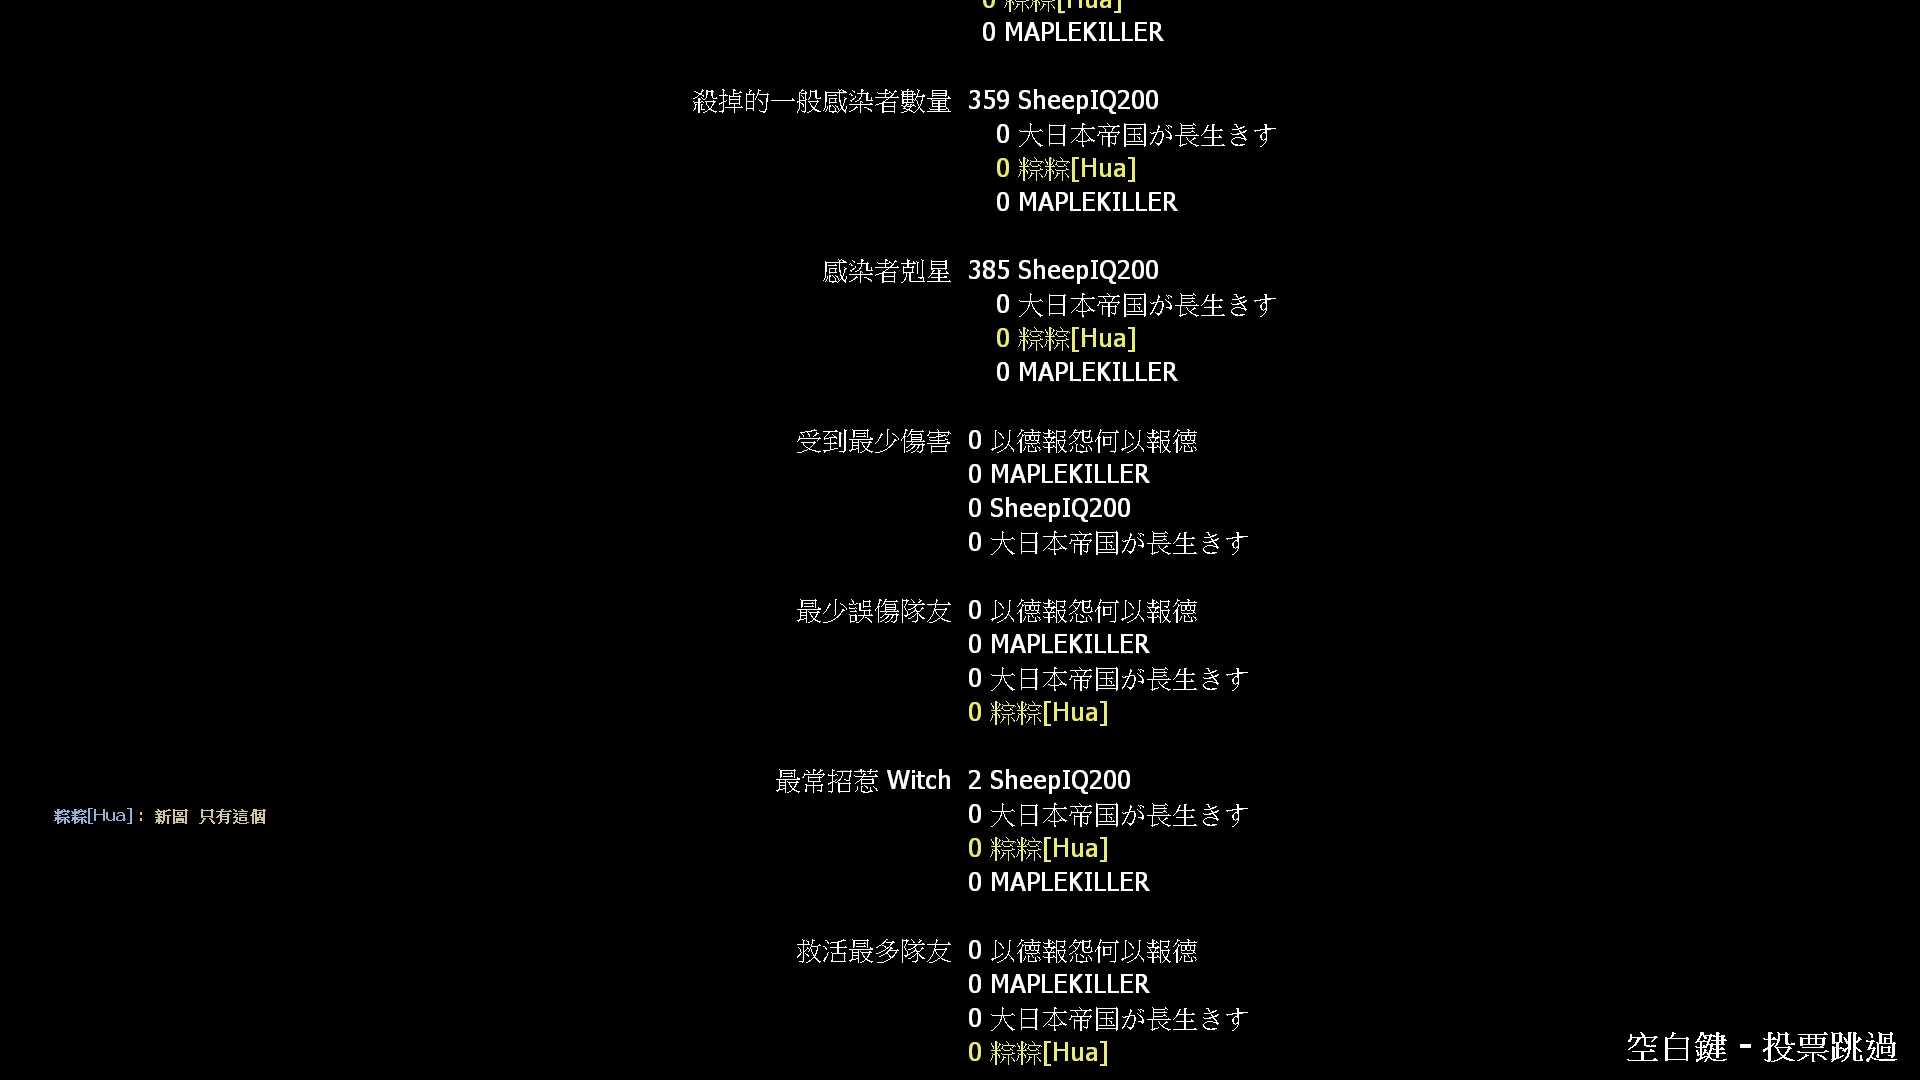 0 粽粽[Hua]
0 MAPLEKILLER
殺掉的一般感染者數量 359 SheepIQ200
0 大日本帝国が長生きす
0 粽粽[Hua]
0 MAPLEKILLER
感染者剋星 385 SheepIQ200
0 大日本帝国が長生きす
0 粽粽[Hua]
0 MAPLEKILLER
受到最少傷害 0 以德報怨何以報德
0 MAPLEKILLER
0 SheepIQ200
0 大日本帝国が長生きす
最少誤傷隊友 0 以德報怨何以報德
0 MAPLEKILLER
0 大日本帝国が長生きす
0 粽粽[Hua]
最常招惹 Witch 2 SheepIQ200
0 大日本帝国が長生きす
0 粽粽[Hua]
0 MAPLEKILLER
粽粽[Hua]: 新圖 只有這個
救活最多隊友 0 以德報怨何以報德
0 MAPLEKILLER
0 大日本帝国が長生きす
0 粽粽[Hua]
空白鍵 - 投票跳過